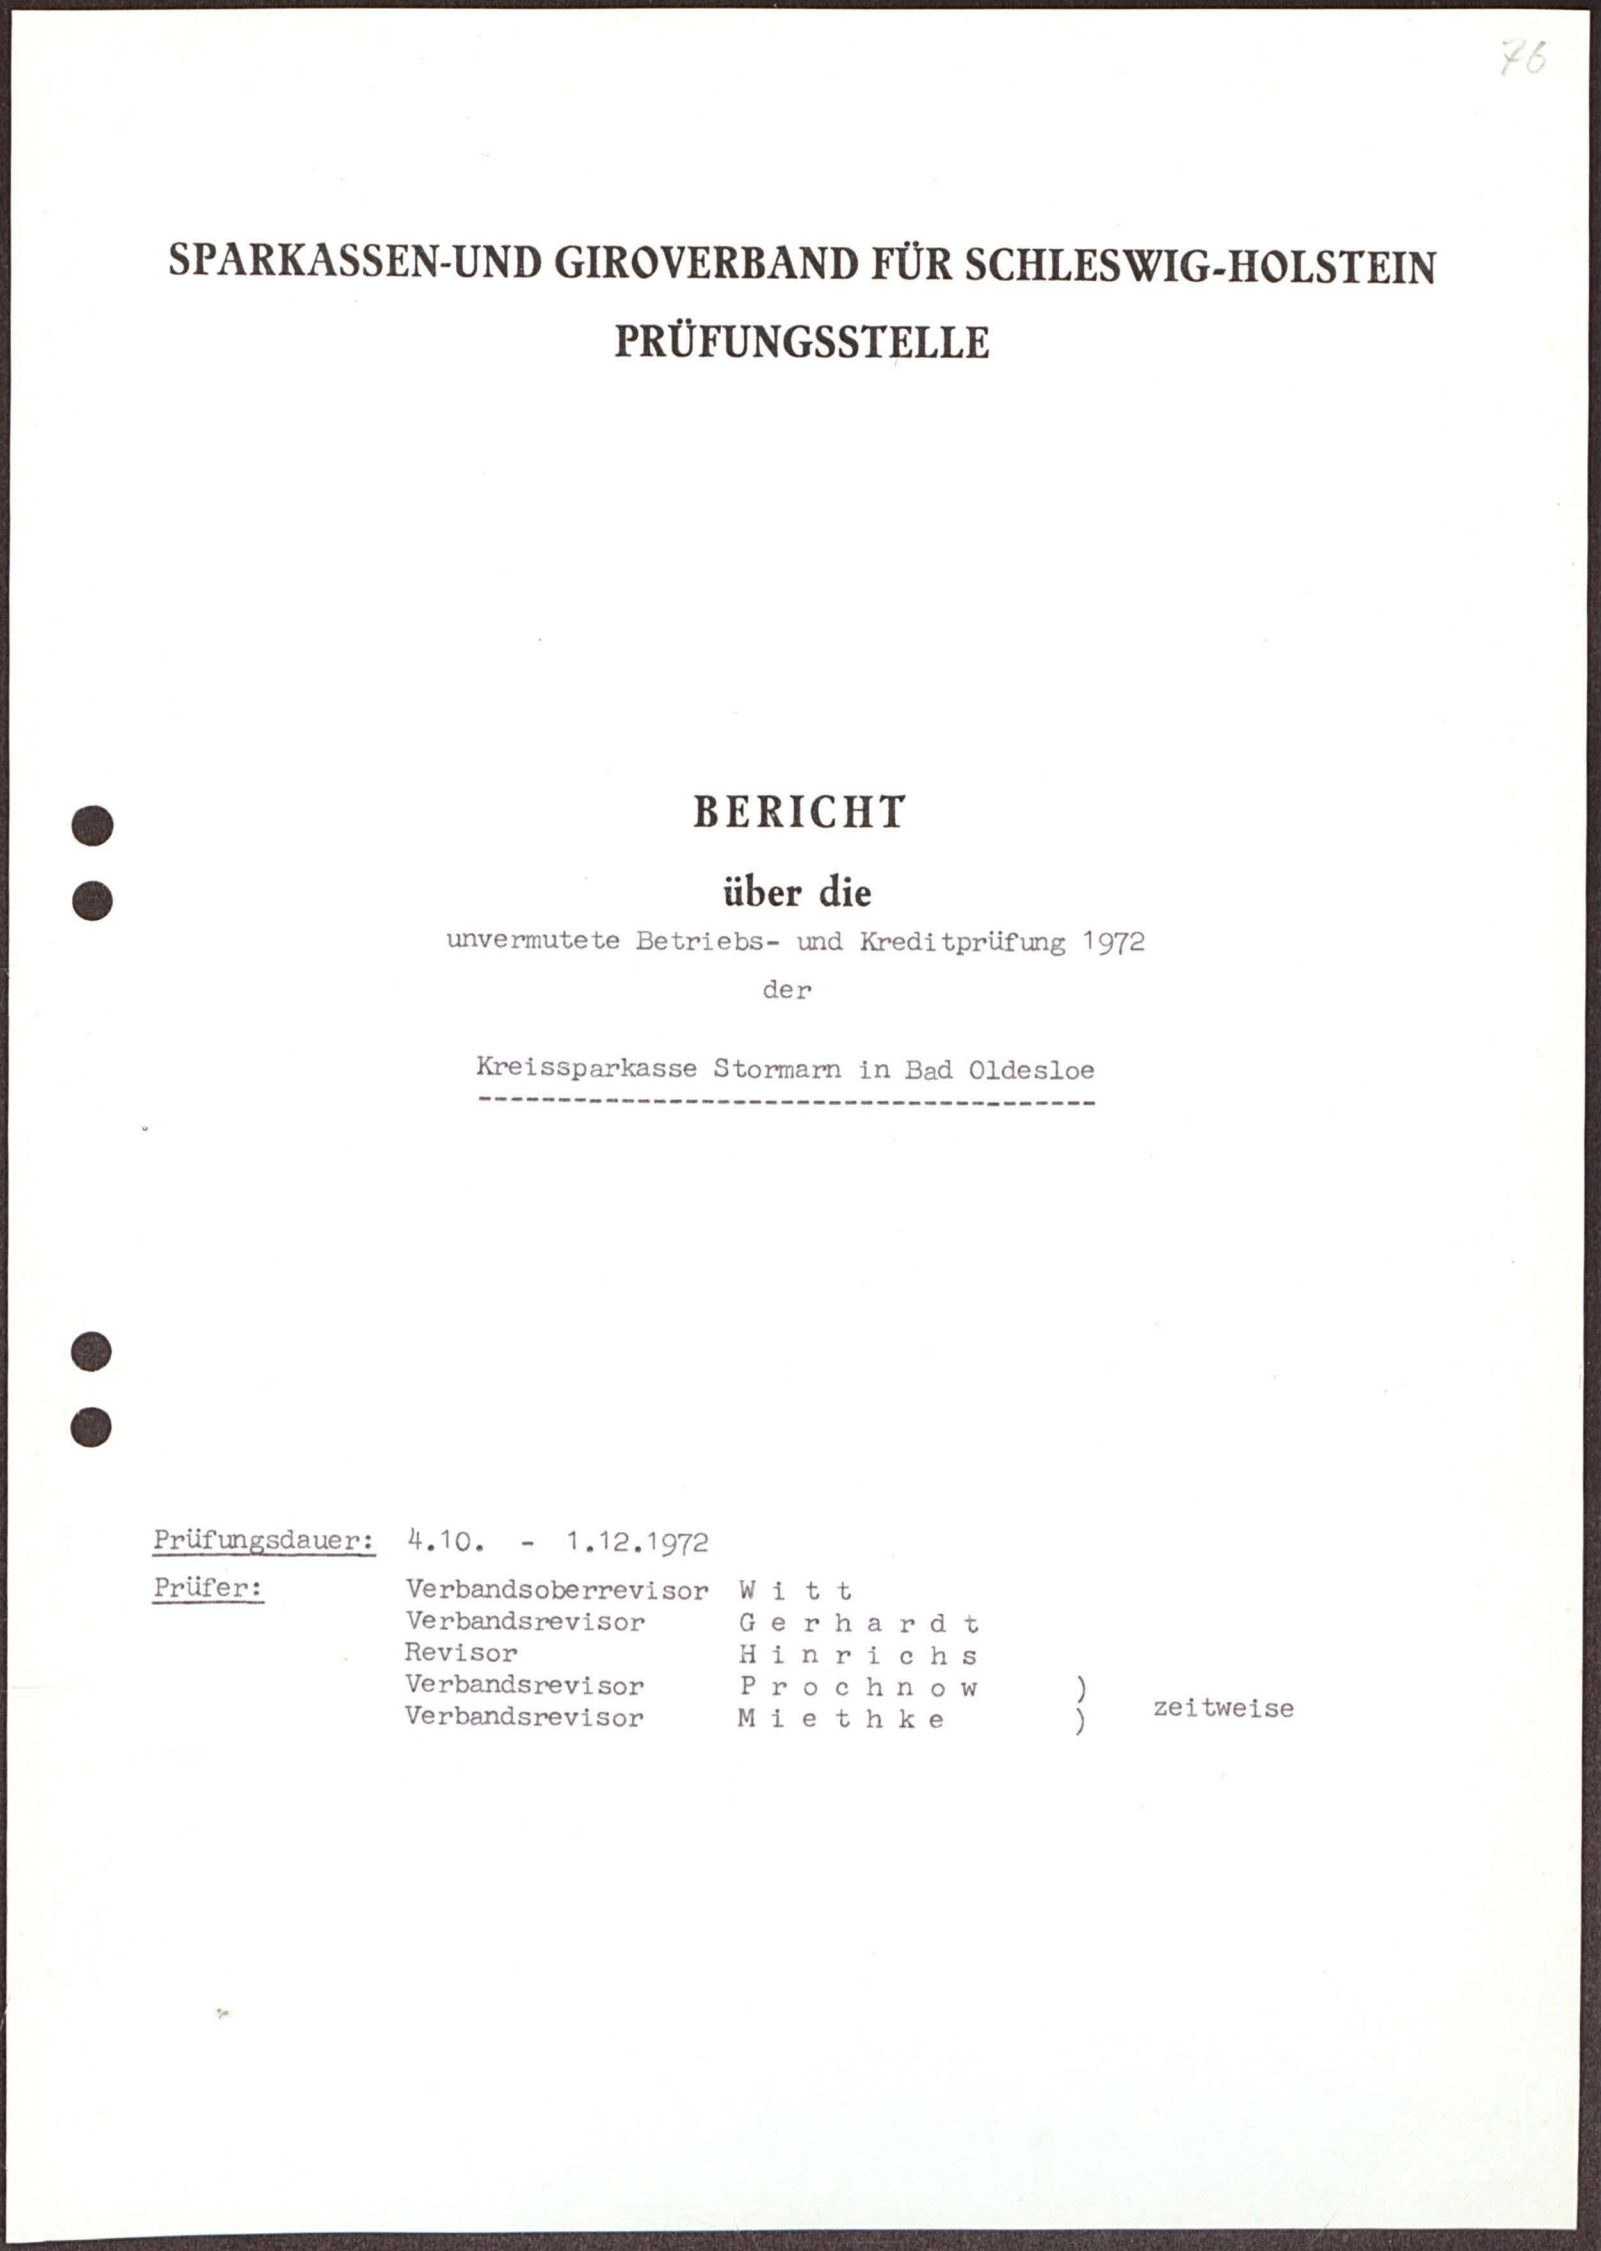 76
SPARKASSEN-UND GIROVERBAND FÜR SCHLESWIG-HOLSTEIN
PRÜFUNGSSTELLE
BERICHT
über die
unvermutete Betriebs- und Kreditprüfung 1972
der
Kreissparkasse Stormarn in Bad Oldesloe
Prüfungsdauer: 4.10. - 1.12.1972
Prüfer: Verbandsoberrevisor W i t t
Verbandsrevisor G e r h a r d t
Revisor H i n r i c h s
Verbandsrevisor P r o c h n o w )
Verbandsrevisor M i e t h k e ) zeitweise